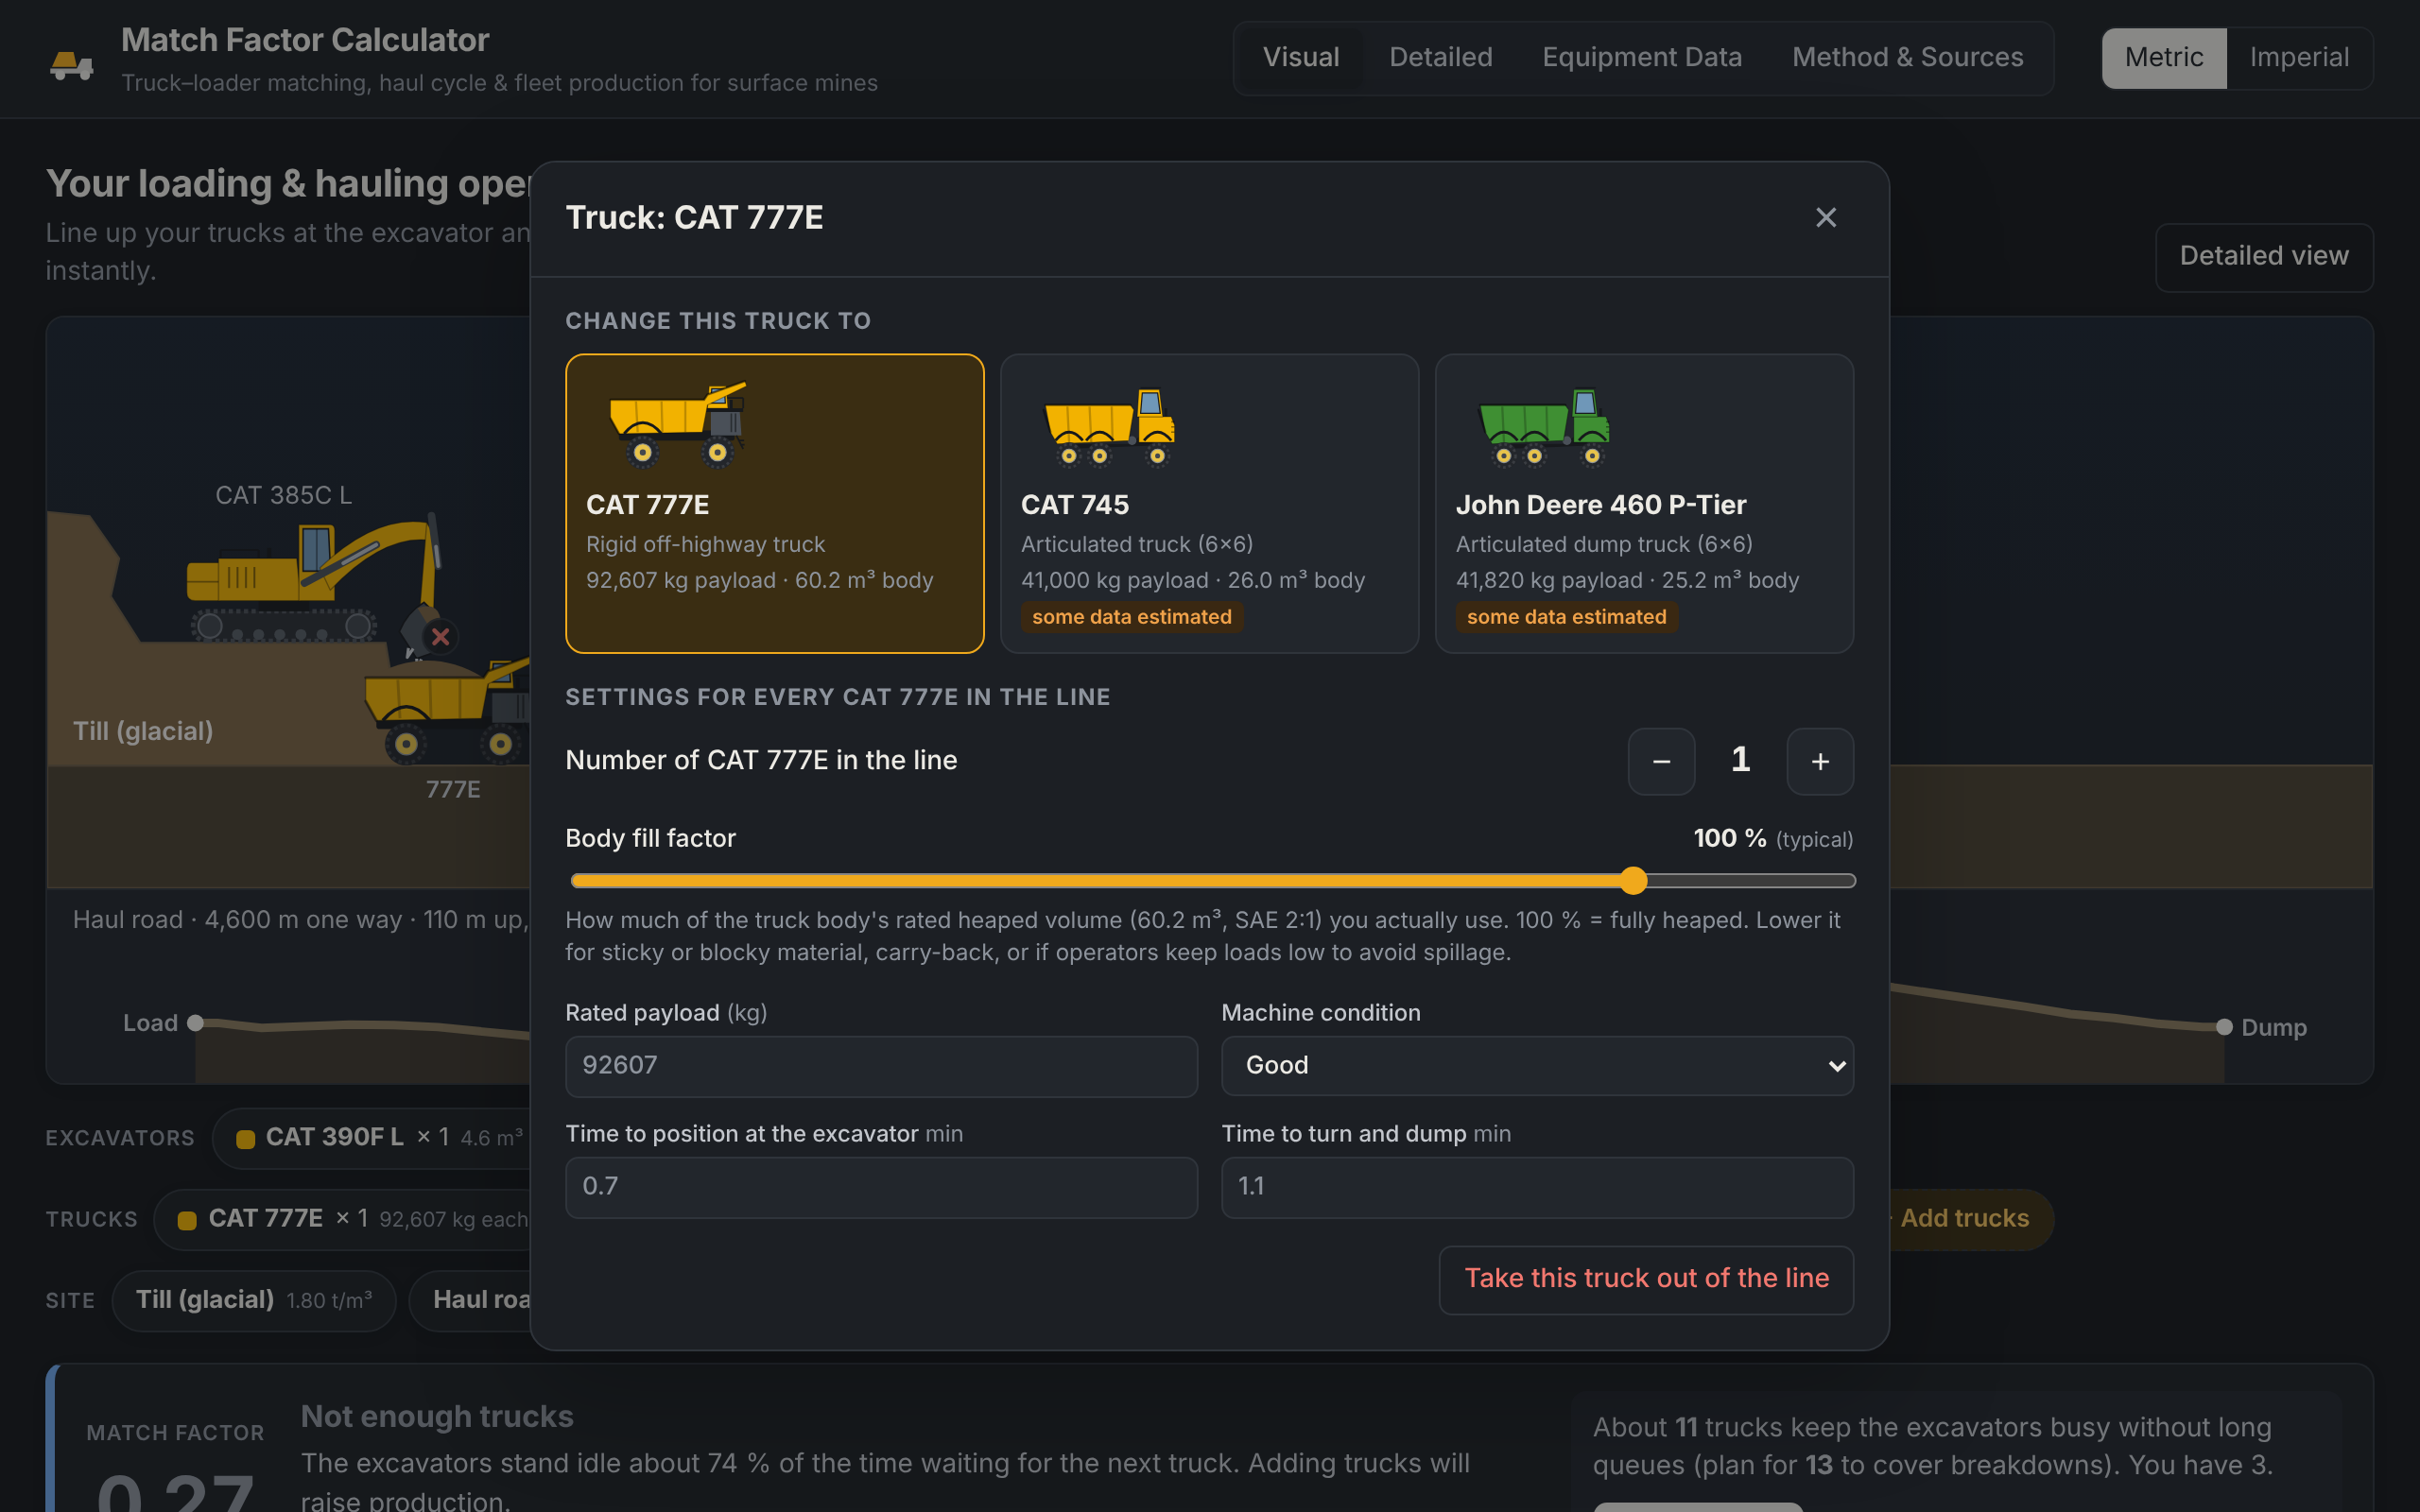 Match Factor Calculator
Truck–loader matching, haul cycle & fleet production for surface mines
Visual
Detailed
Equipment Data
Method & Sources
Metric
Imperial
Your loading & hauling
Line up your trucks at the excavator
instantly.
Detailed view
Truck: CAT 777E
CHANGE THIS TRUCK TO
CAT 777E
Rigid off-highway truck
92,607 kg payload · 60.2 m³ body
CAT 745
Articulated truck (6×6)
41,000 kg payload · 26.0 m³ body
some data estimated
John Deere 460 P-Tier
Articulated dump truck (6×6)
41,820 kg payload · 25.2 m³ body
some data estimated
CAT 385C L
Till (glacial)
777E
SETTINGS FOR EVERY CAT 777E IN THE LINE
Number of CAT 777E in the line
− 1 +
Body fill factor
100 % (typical)
How much of the truck body's rated heaped volume (60.2 m³, SAE 2:1) you actually use. 100 % = fully heaped. Lower it
for sticky or blocky material, carry-back, or if operators keep loads low to avoid spillage.
Haul road · 4,600 m one way · 110 m up,
Load
Dump
Rated payload (kg)
92607
Machine condition
Good
Time to position at the excavator min
0.7
Time to turn and dump min
1.1
Take this truck out of the line
EXCAVATORS
CAT 390F L × 1 4.6 m³
TRUCKS
CAT 777E × 1 92,607 kg each
Add trucks
SITE
Till (glacial) 1.80 t/m³
Haul
MATCH FACTOR
0.27
Not enough trucks
The excavators stand idle about 74 % of the time waiting for the next truck. Adding trucks will
raise production.
About 11 trucks keep the excavators busy without long
queues (plan for 13 to cover breakdowns). You have 3.